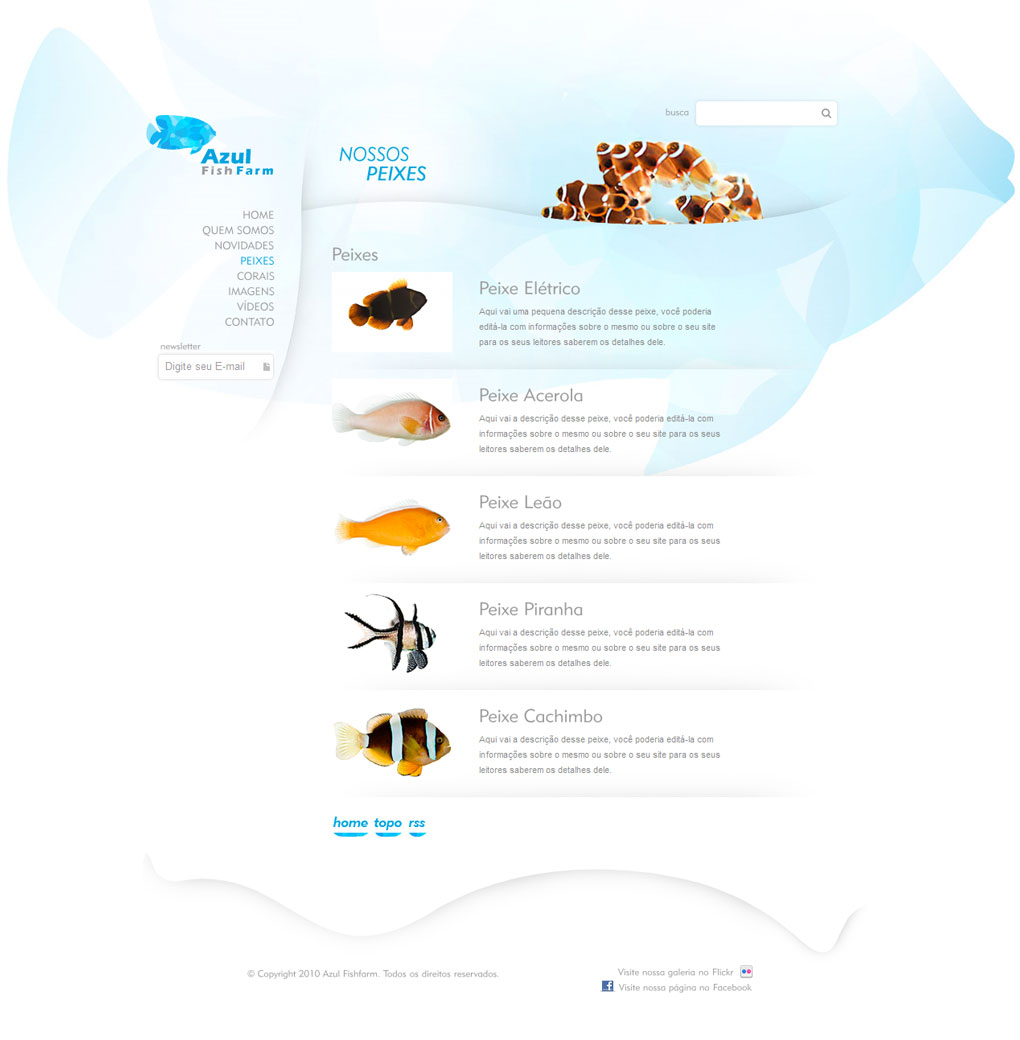 busca
Azul
Fish Farm
NOSSOS
PEIXES
HOME
QUEM SOMOS
NOVIDADES
PEIXES
CORAIS
IMAGENS
VÍDEOS
CONTATO
newsletter
Digite seu E-mail
Peixes
Peixe Elétrico
Aqui vai uma pequena descrição desse peixe, você poderia
editá-la com informações sobre o mesmo ou sobre o seu site
para os seus leitores saberem os detalhes dele.
Peixe Acerola
Aqui vai a descrição desse peixe, você poderia editá-la com
informações sobre o mesmo ou sobre o seu site para os seus
leitores saberem os detalhes dele.
Peixe Leão
Aqui vai a descrição desse peixe, você poderia editá-la com
informações sobre o mesmo ou sobre o seu site para os seus
leitores saberem os detalhes dele.
Peixe Piranha
Aqui vai a descrição desse peixe, você poderia editá-la com
informações sobre o mesmo ou sobre o seu site para os seus
leitores saberem os detalhes dele.
Peixe Cachimbo
Aqui vai a descrição desse peixe, você poderia editá-la com
informações sobre o mesmo ou sobre o seu site para os seus
leitores saberem os detalhes dele.
home topo rss
© Copyright 2010 Azul Fishfarm. Todos os direitos reservados.
Visite nossa galeria no Flickr
Visite nossa página no Facebook